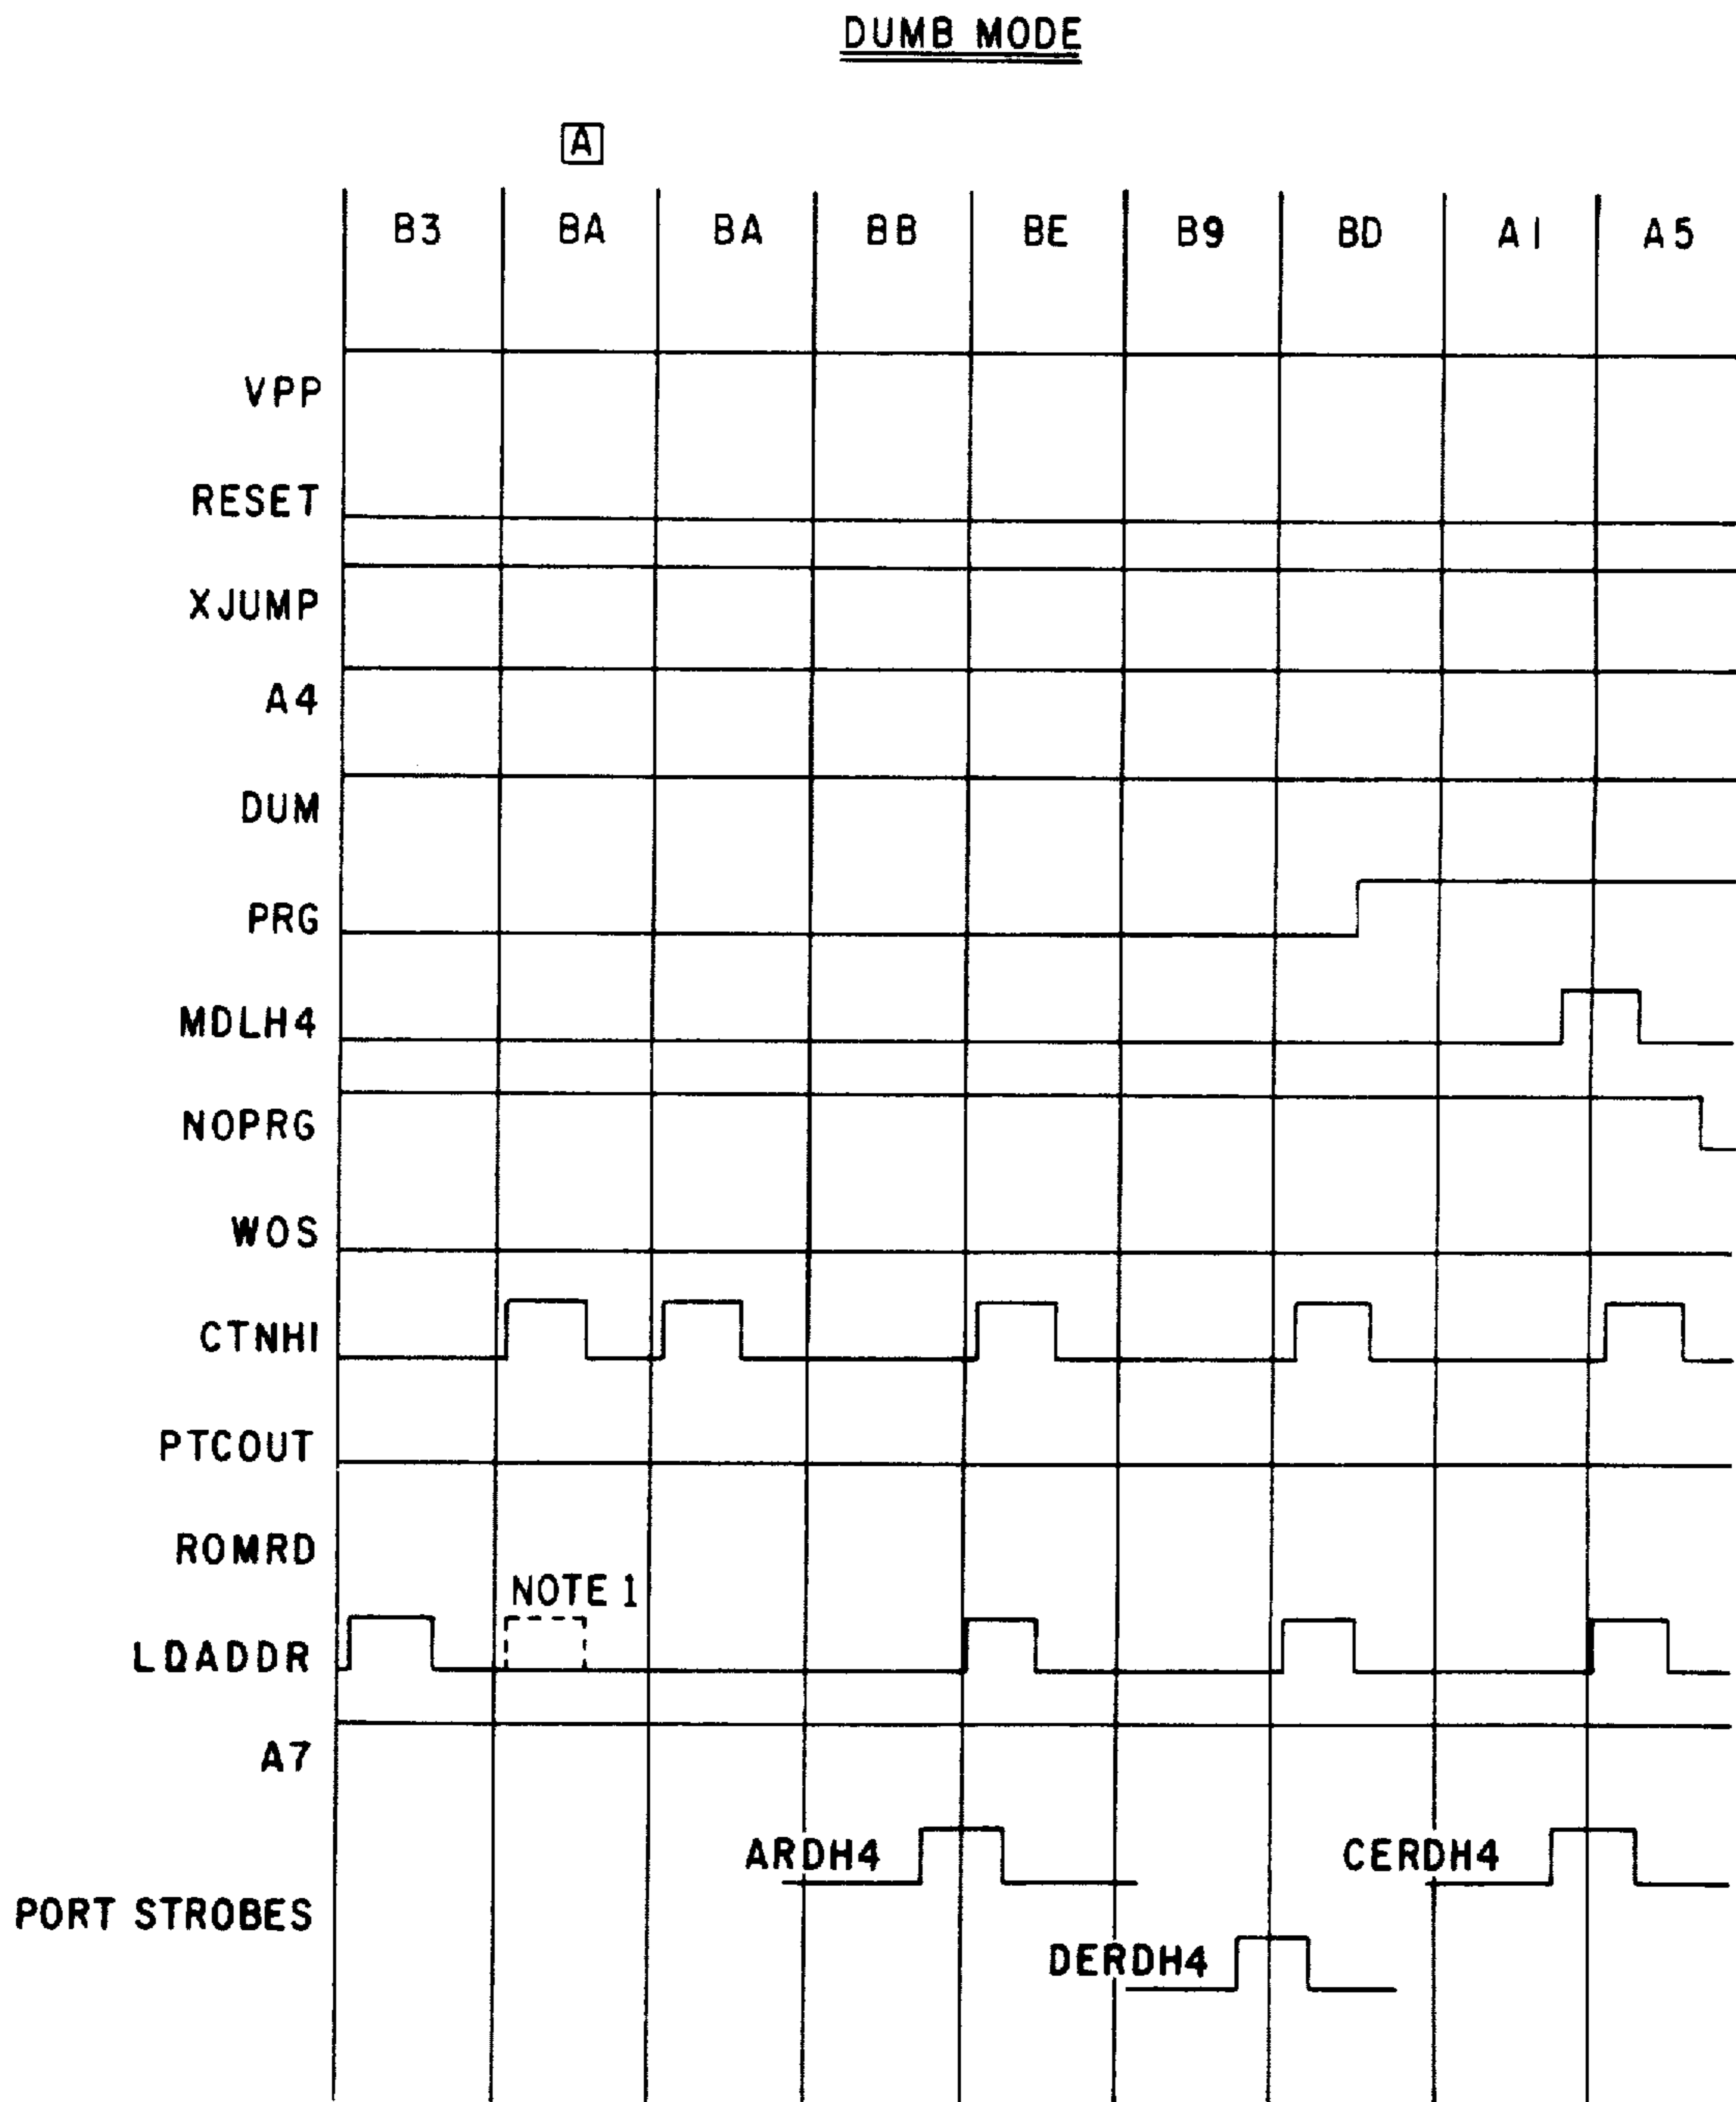 DUMB MODE
A
B3 BA BA BB BE B9 BD A1 A5
VPP
RESET
XJUMP
A4
DUM
PRG
MDLH4
NOPRG
WOS
CTNHI
PTCOUT
ROMRD
NOTE 1
LDADDR
A7
ARDH4 CERDH4
PORT STROBES
DERDH4